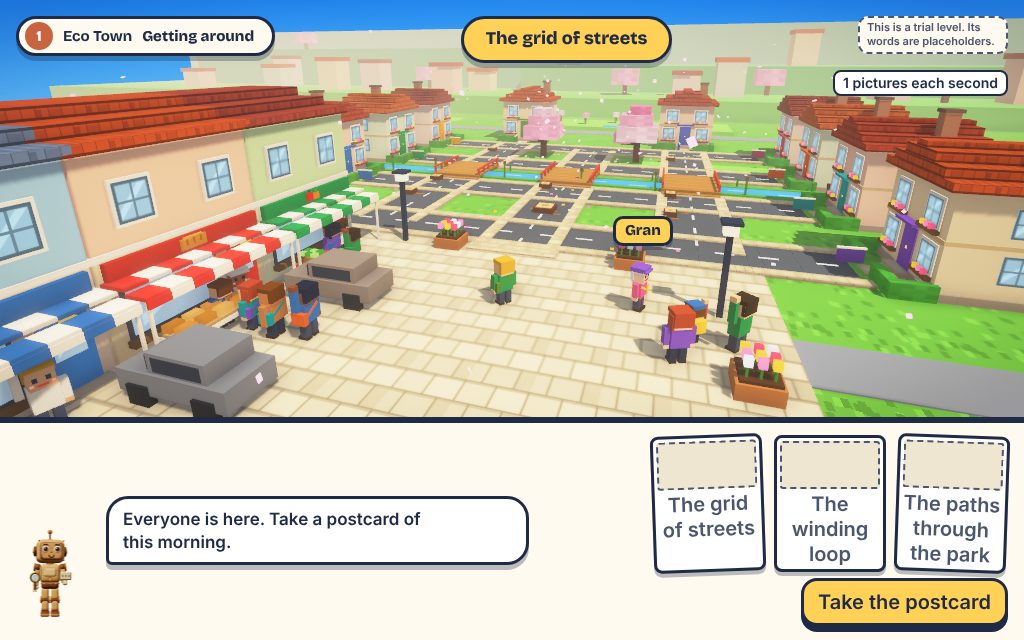 1 Eco Town Getting around
The grid of streets
This is a trial level. Its
words are placeholders.
1 pictures each second
Gran
Everyone is here. Take a postcard of
this morning.
The grid
of streets
The
winding
loop
The paths
through
the park
Take the postcard